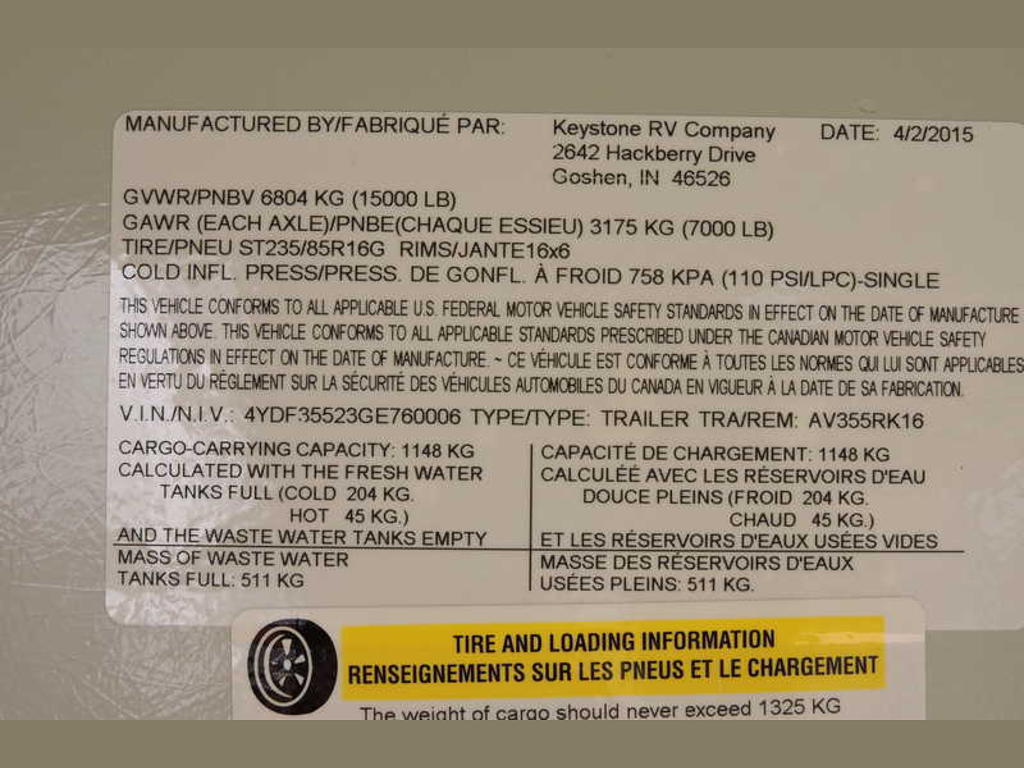 MANUFACTURED BY/FABRIQUÉ PAR: Keystone RV Company DATE: 4/2/2015
2642 Hackberry Drive
Goshen, IN 46526
GVWR/PNBV 6804 KG (15000 LB)
GAWR (EACH AXLE)/PNBE(CHAQUE ESSIEU) 3175 KG (7000 LB)
TIRE/PNEU ST235/85R16G RIMS/JANTE16x6
COLD INFL. PRESS/PRESS. DE GONFL. À FROID 758 KPA (110 PSI/LPC)-SINGLE
THIS VEHICLE CONFORMS TO ALL APPLICABLE U.S. FEDERAL MOTOR VEHICLE SAFETY STANDARDS IN EFFECT ON THE DATE OF MANUFACTURE
SHOWN ABOVE. THIS VEHICLE CONFORMS TO ALL APPLICABLE STANDARDS PRESCRIBED UNDER THE CANADIAN MOTOR VEHICLE SAFETY
REGULATIONS IN EFFECT ON THE DATE OF MANUFACTURE. ~ CE VÉHICULE EST CONFORME À TOUTES LES NORMES QUI LUI SONT APPLICABLES
EN VERTU DU RÉGLEMENT SUR LA SÉCURITÉ DES VÉHICULES AUTOMOBILES DU CANADA EN VIGUEUR À LA DATE DE SA FABRICATION.
V.I.N./N.I.V.: 4YDF35523GE760006 TYPE/TYPE: TRAILER TRA/REM: AV355RK16
CARGO-CARRYING CAPACITY: 1148 KG
CALCULATED WITH THE FRESH WATER
TANKS FULL (COLD 204 KG.
HOT 45 KG.)
AND THE WASTE WATER TANKS EMPTY
MASS OF WASTE WATER
TANKS FULL: 511 KG
CAPACITÉ DE CHARGEMENT: 1148 KG
CALCULÉÉ AVEC LES RÉSERVOIRS D'EAU
DOUCE PLEINS (FROID 204 KG.
CHAUD 45 KG.)
ET LES RÉSERVOIRS D'EAUX USÉES VIDES
MASSE DES RÉSERVOIRS D'EAUX
USÉES PLEINS: 511 KG.
TIRE AND LOADING INFORMATION
RENSEIGNEMENTS SUR LES PNEUS ET LE CHARGEMENT
The weight of cargo should never exceed 1325 KG